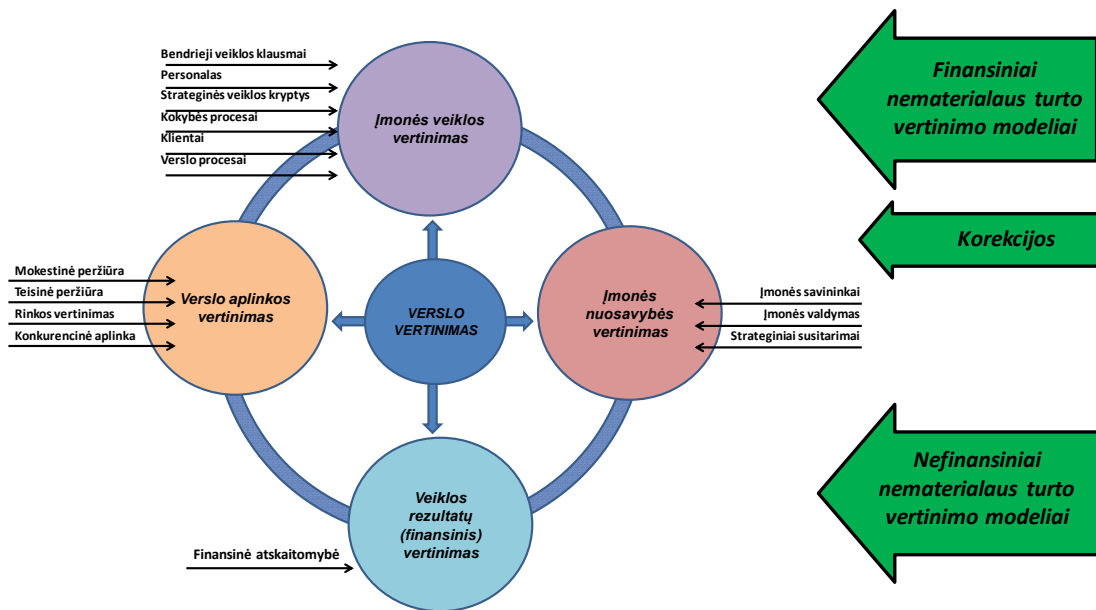 Bendrieji veiklos klausmai
Personalas
Strateginės veiklos kryptys
Kokybės procesai
Klientai
Verslo procesai
Įmonės veiklos
vertinimas
Finansiniai
nematerialaus turto
vertinimo modeliai
Korekcijos
Mokestinė peržiūra
Teisinė peržiūra
Rinkos vertinimas
Konkurencinė aplinka
Verslo aplinkos
vertinimas
VERSLO
VERTINIMAS
Įmonės
nuosavybės
vertinimas
Įmonės savininkai
Įmonės valdymas
Strateginiai susitarimai
Veiklos
rezultatų
(finansinis)
vertinimas
Finansinė atskaitomybė
Nefinansiniai
nematerialaus turto
vertinimo modeliai